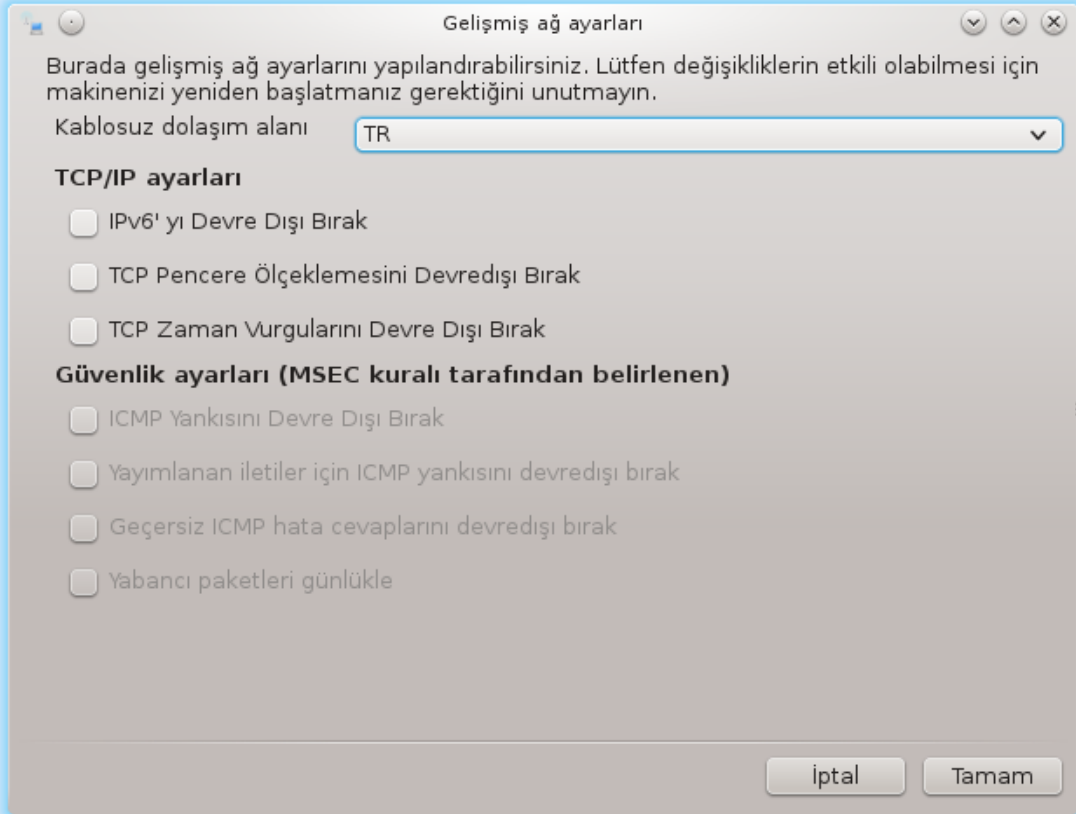 Gelişmiş ağ ayarları
Burada gelişmiş ağ ayarlarını yapılandırabilirsiniz. Lütfen değişikliklerin etkili olabilmesi için
makinenizi yeniden başlatmanız gerektiğini unutmayın.
Kablosuz dolaşım alanı
TR
TCP/IP ayarları
IPv6' yı Devre Dışı Bırak
TCP Pencere Ölçeklemesini Devredışı Bırak
TCP Zaman Vurgularını Devre Dışı Bırak
Güvenlik ayarları (MSEC kuralı tarafından belirlenen)
ICMP Yankısını Devre Dışı Bırak
Yayımlanan iletiler için ICMP yankısını devredışı bırak
Geçersiz ICMP hata cevaplarını devredışı bırak
Yabancı paketleri günlükle
İptal
Tamam